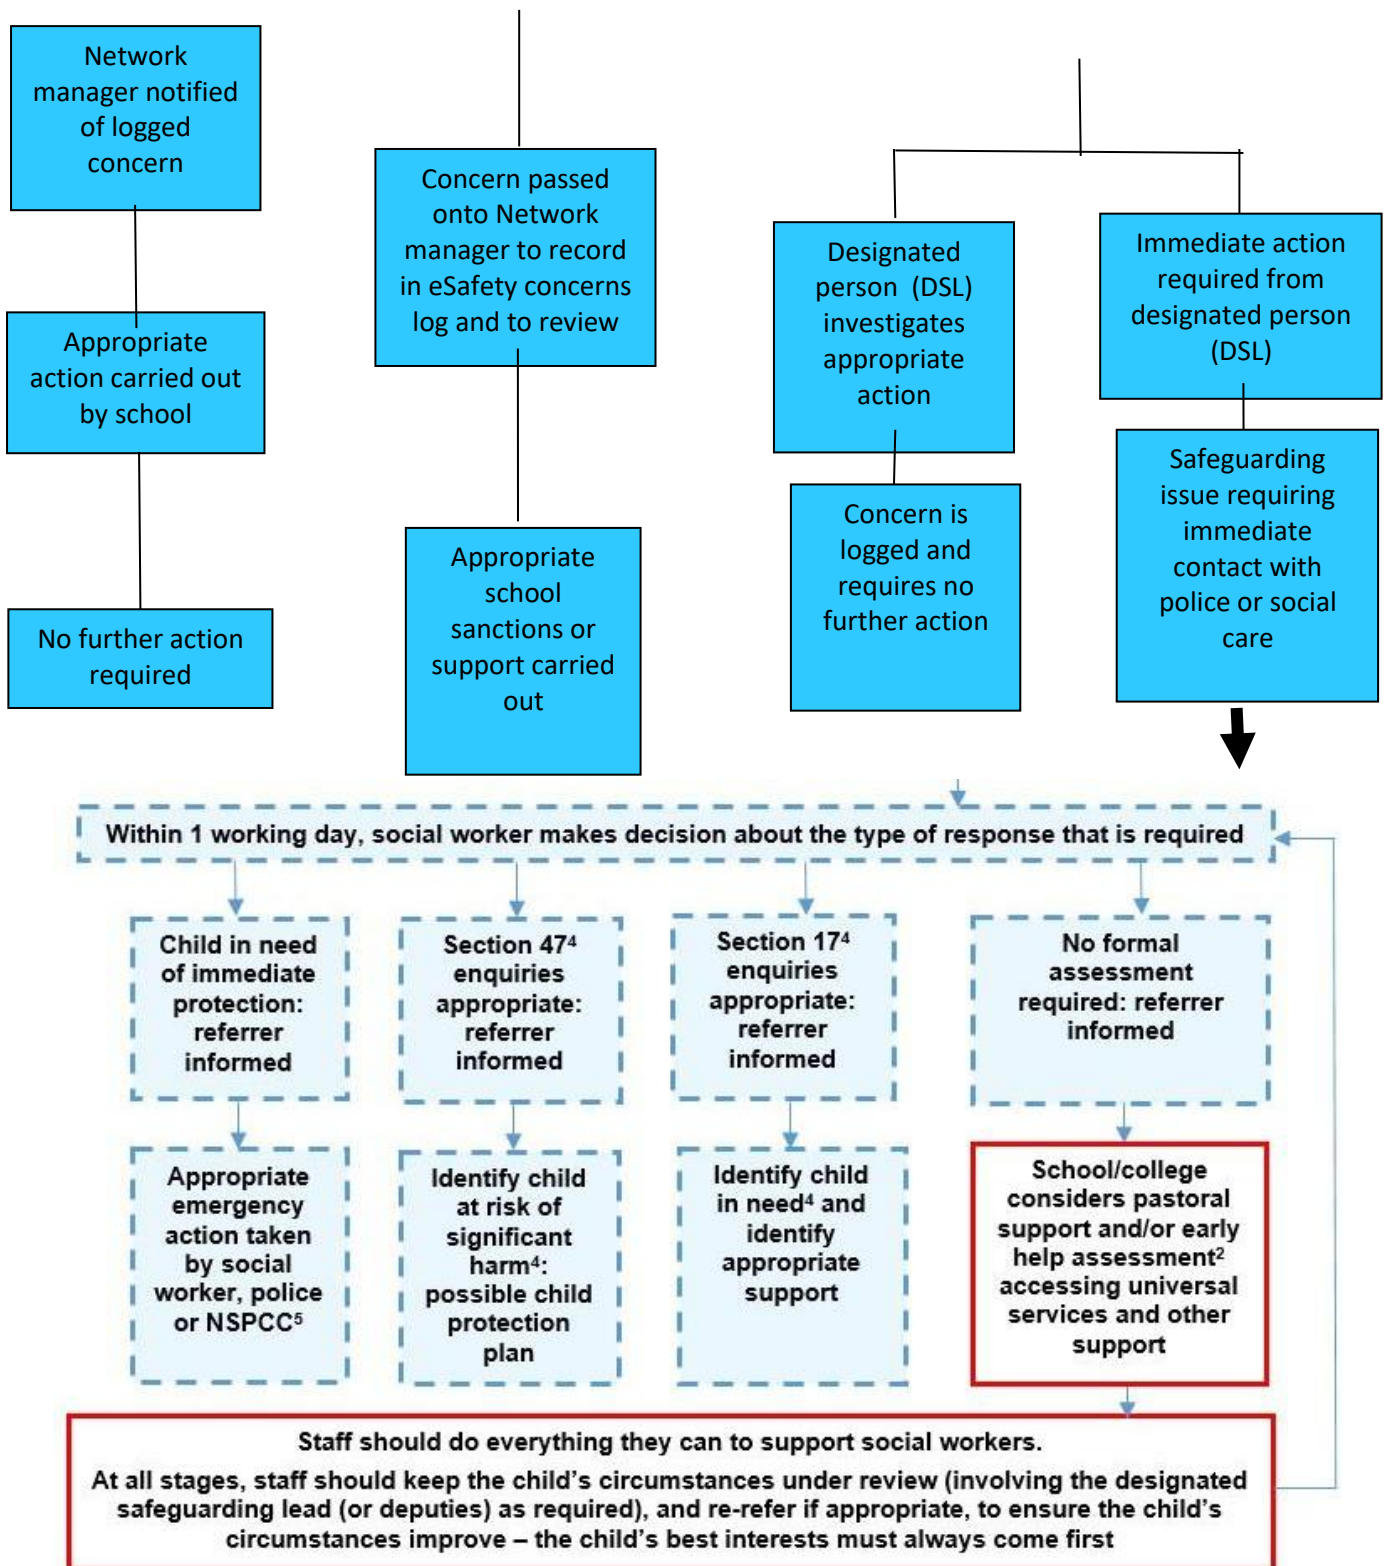 Network
manager notified
of logged
concern
Appropriate
action carried out
by school
No further action
required
Concern passed
onto Network
manager to record
in eSafety concerns
log and to review
Appropriate
school
sanctions or
support carried
out
Designated
person (DSL)
investigates
appropriate
action
Concern is
logged and
requires no
further action
Immediate action
required from
designated person
(DSL)
Safeguarding
issue requiring
immediate
contact with
police or social
care
Within 1 working day, social worker makes decision about the type of response that is required
Child in need
of immediate
protection:
referrer
informed
Appropriate
emergency
action taken
by social
worker, police
or NSPCC⁵
Section 47⁴
enquiries
appropriate:
referrer
informed
Identify child
at risk of
significant
harm⁴:
possible child
protection
plan
Section 17⁴
enquiries
appropriate:
referrer
informed
Identify child
in need⁴ and
identify
appropriate
support
No formal
assessment
required: referrer
informed
School/college
considers pastoral
support and/or early
help assessment²
accessing universal
services and other
support
Staff should do everything they can to support social workers.
At all stages, staff should keep the child’s circumstances under review (involving the designated
safeguarding lead (or deputies) as required), and re-refer if appropriate, to ensure the child’s
circumstances improve – the child’s best interests must always come first